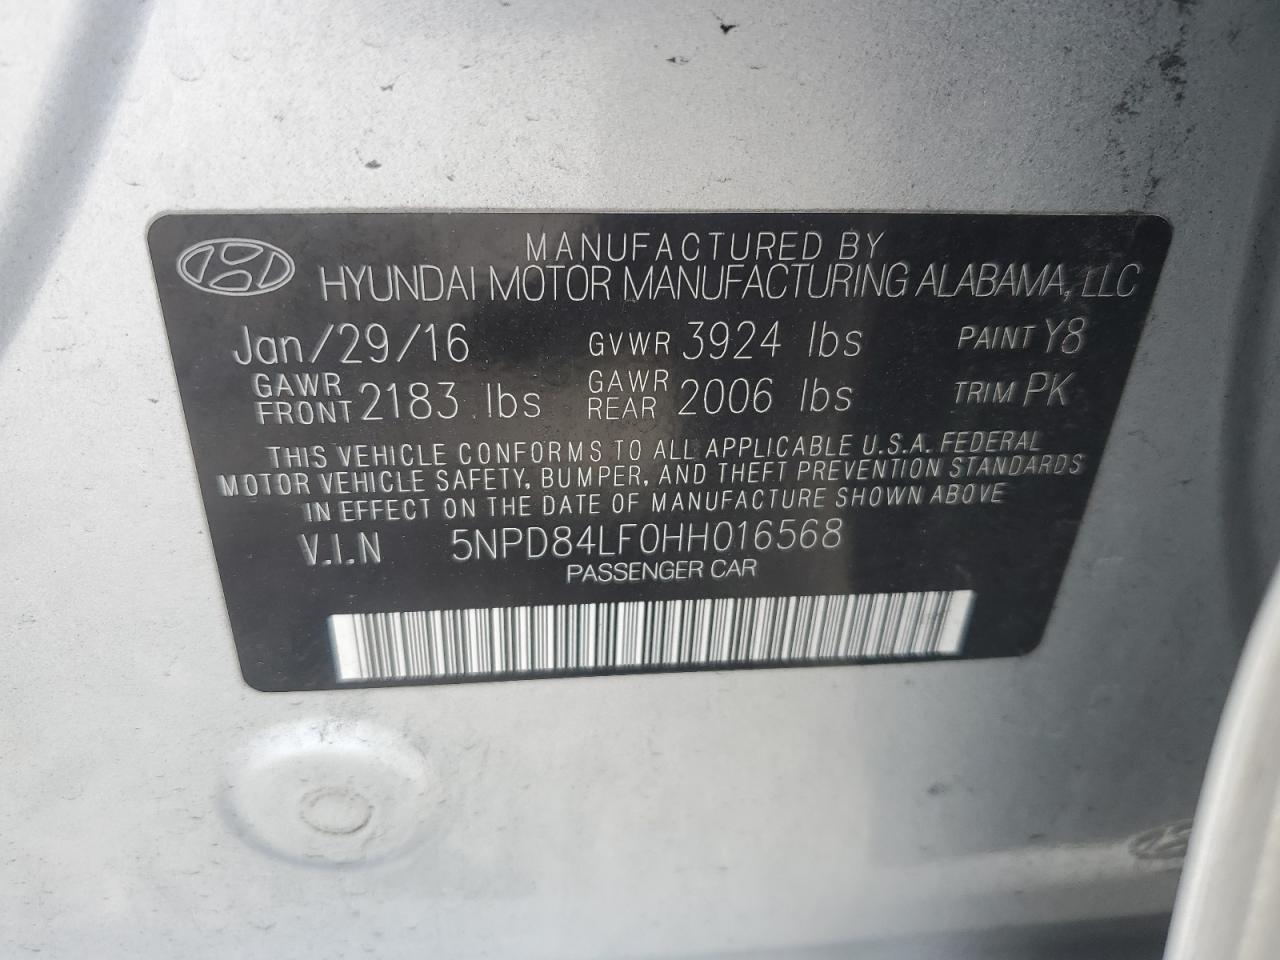 MANUFACTURED BY
HYUNDAI MOTOR MANUFACTURING ALABAMA, LLC
Jan/29/16 GVWR 3924 lbs PAINT Y8
GAWR FRONT 2183 lbs GAWR REAR 2006 lbs TRIM PK
THIS VEHICLE CONFORMS TO ALL APPLICABLE U.S.A. FEDERAL
MOTOR VEHICLE SAFETY, BUMPER, AND THEFT PREVENTION STANDARDS
IN EFFECT ON THE DATE OF MANUFACTURE SHOWN ABOVE
V.I.N 5NPD84LF0HH016568
PASSENGER CAR